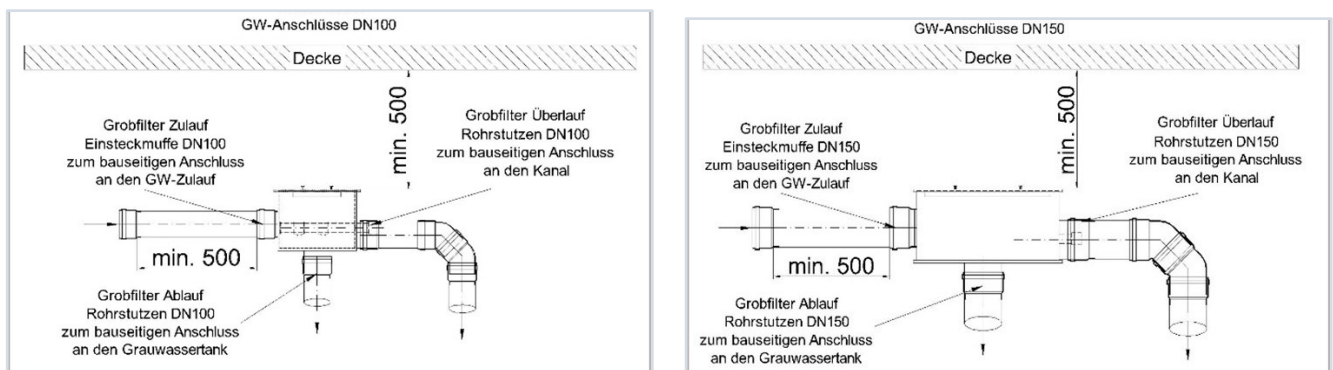 GW-Anschlüsse DN100
Decke
min. 500
Grobfilter Zulauf
Einsteckmuffe DN100
zum bauseitigen Anschluss
an den GW-Zulauf
Grobfilter Überlauf
Rohrstutzen DN100
zum bauseitigen Anschluss
an den Kanal
min. 500
Grobfilter Ablauf
Rohrstutzen DN100
zum bauseitigen Anschluss
an den Grauwassertank
GW-Anschlüsse DN150
Decke
min. 500
Grobfilter Zulauf
Einsteckmuffe DN150
zum bauseitigen Anschluss
an den GW-Zulauf
Grobfilter Überlauf
Rohrstutzen DN150
zum bauseitigen Anschluss
an den Kanal
min. 500
Grobfilter Ablauf
Rohrstutzen DN150
zum bauseitigen Anschluss
an den Grauwassertank